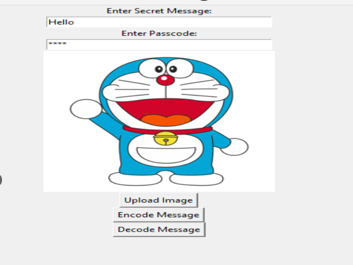 Enter Secret Message:
Hello
Enter Passcode:
****
Upload Image
Encode Message
Decode Message